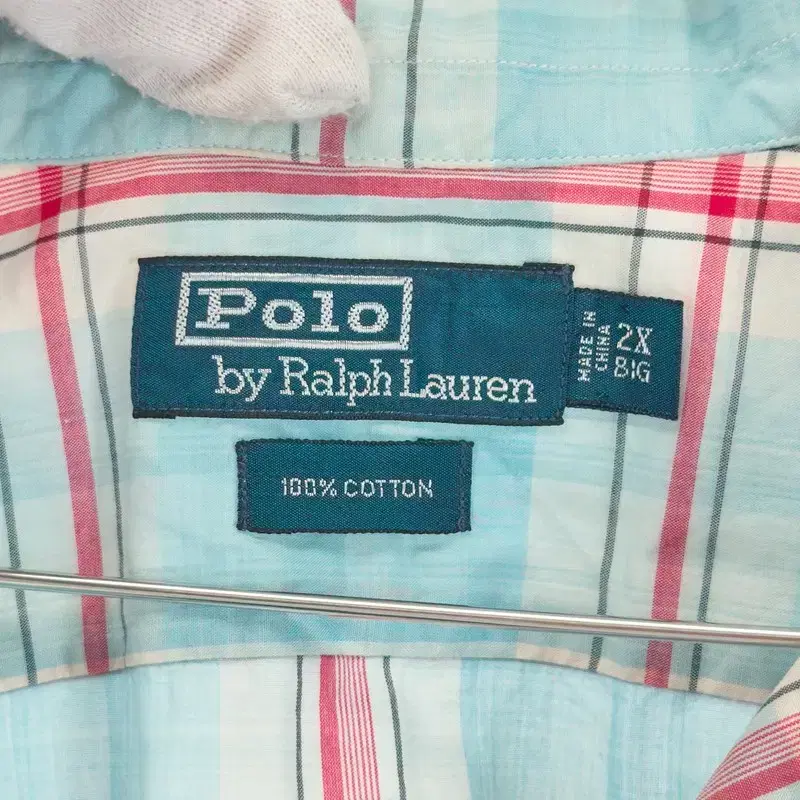 Polo
by Ralph Lauren
MADE IN
CHINA
2X
BIG
100% COTTON